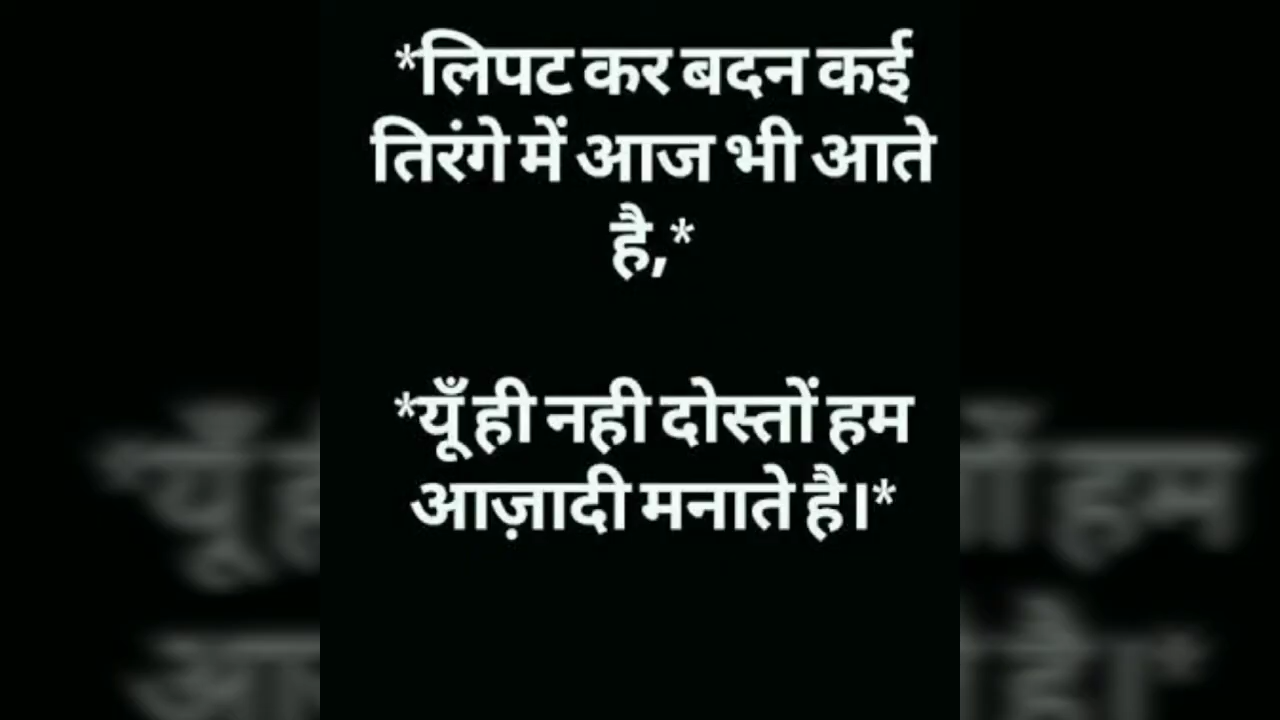 *लिपट कर बदन कई
तिरंगे में आज भी आते
है,*
*यूँ ही नही दोस्तों हम
आज़ादी मनाते है।*